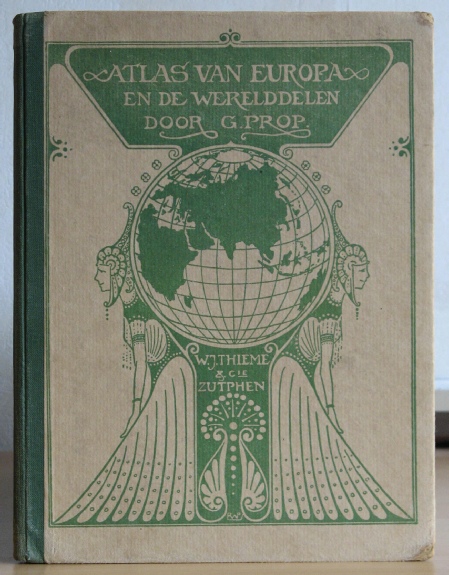 ATLAS VAN EUROPA
EN DE WERELDDELEN
DOOR G. PROP.
W.J. THIEME
& CIE
ZUTPHEN